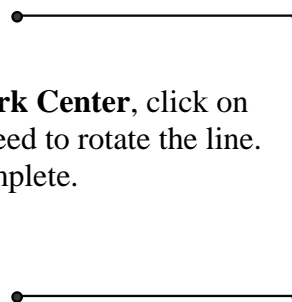 rk Center, click on
eed to rotate the line.
nplete.